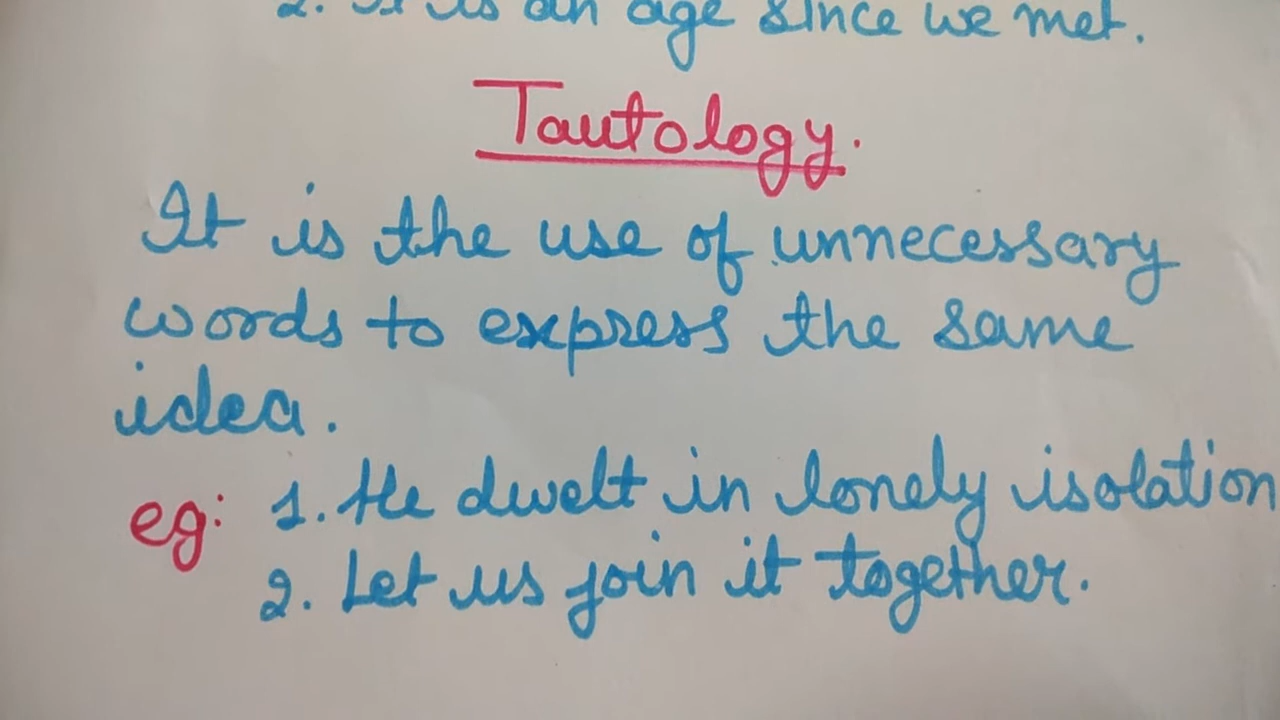 2. It is an age since we met.
Tautology.
It is the use of unnecessary
words to express the same
idea.
eg: 1. He dwelt in lonely isolation
2. Let us join it together.